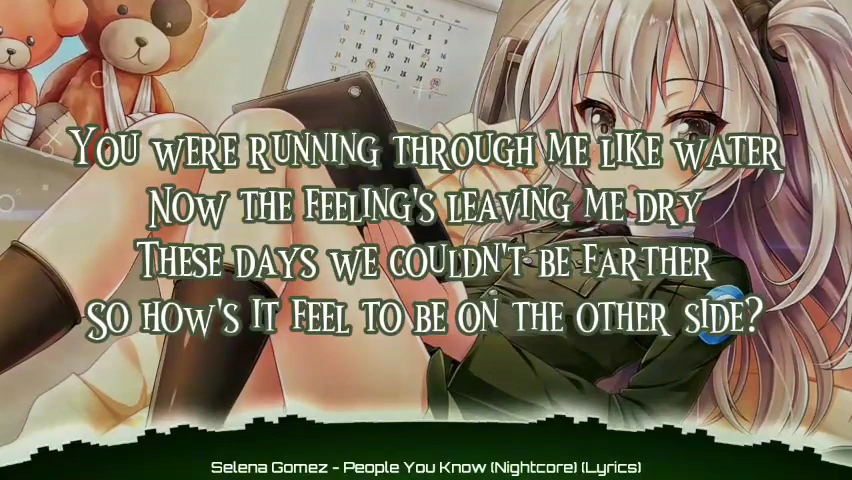 You were running through me like water
Now the feeling's leaving me dry
These days we couldn't be farther
So how's it feel to be on the other side?
Selena Gomez - People You Know (Nightcore) (Lyrics)